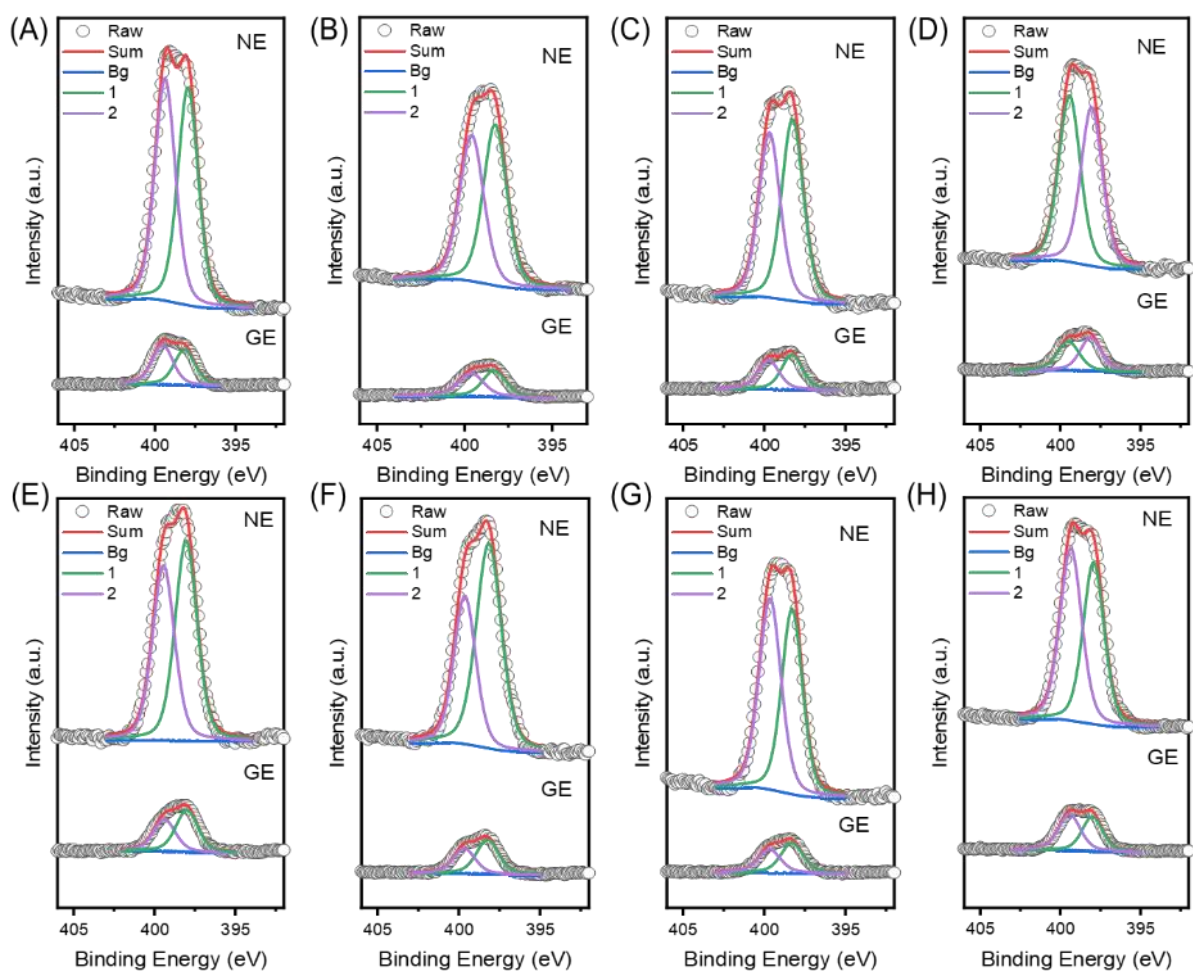 (A)
Raw
Sum
Bg
1
2
NE
GE
Intensity (a.u.)
405 400 395
Binding Energy (eV)
(B)
Raw
Sum
Bg
1
2
NE
GE
Intensity (a.u.)
405 400 395
Binding Energy (eV)
(C)
Raw
Sum
Bg
1
2
NE
GE
Intensity (a.u.)
405 400 395
Binding Energy (eV)
(D)
Raw
Sum
Bg
1
2
NE
GE
Intensity (a.u.)
405 400 395
Binding Energy (eV)
(E)
Raw
Sum
Bg
1
2
NE
GE
Intensity (a.u.)
405 400 395
Binding Energy (eV)
(F)
Raw
Sum
Bg
1
2
NE
GE
Intensity (a.u.)
405 400 395
Binding Energy (eV)
(G)
Raw
Sum
Bg
1
2
NE
GE
Intensity (a.u.)
405 400 395
Binding Energy (eV)
(H)
Raw
Sum
Bg
1
2
NE
GE
Intensity (a.u.)
405 400 395
Binding Energy (eV)